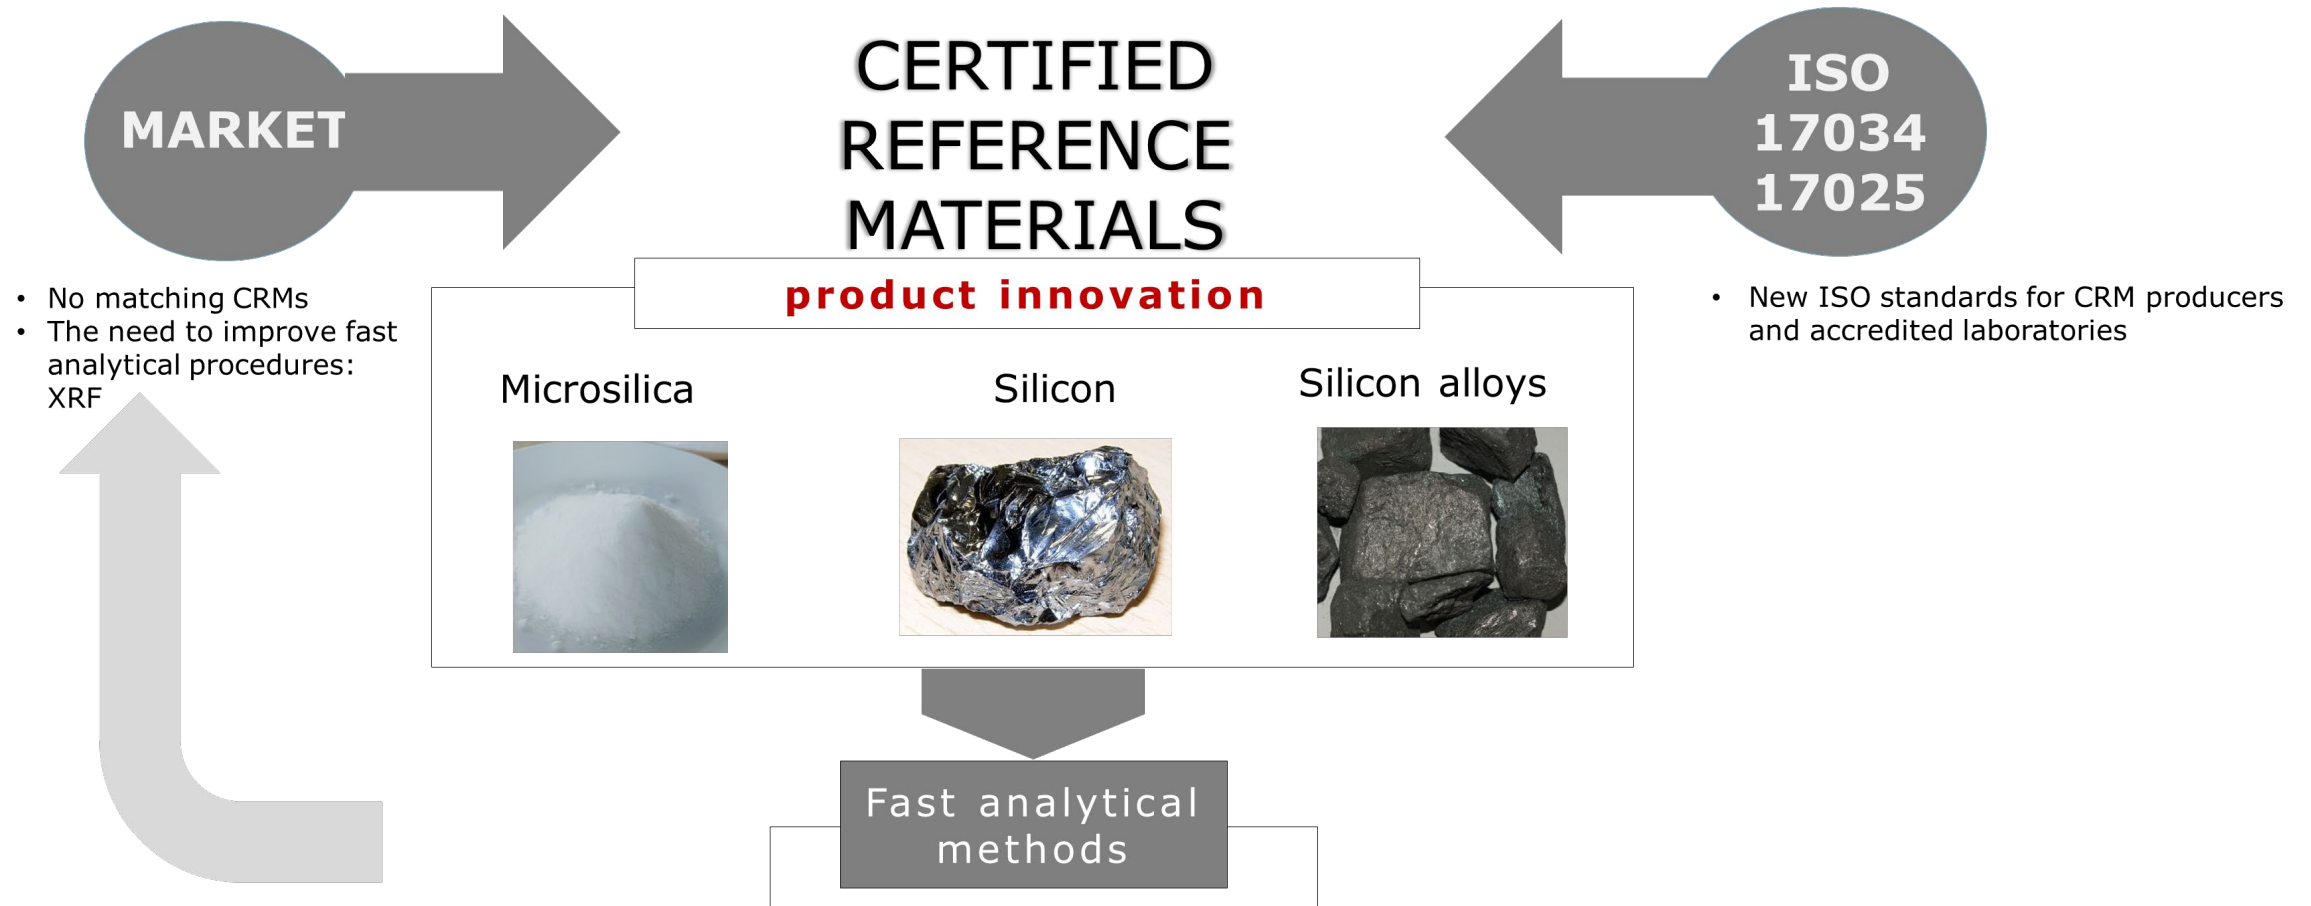 MARKET
CERTIFIED
REFERENCE
MATERIALS
ISO
17034
17025
• No matching CRMs
• The need to improve fast
analytical procedures:
XRF
product innovation
• New ISO standards for CRM producers
and accredited laboratories
Microsilica
Silicon
Silicon alloys
Fast analytical
methods